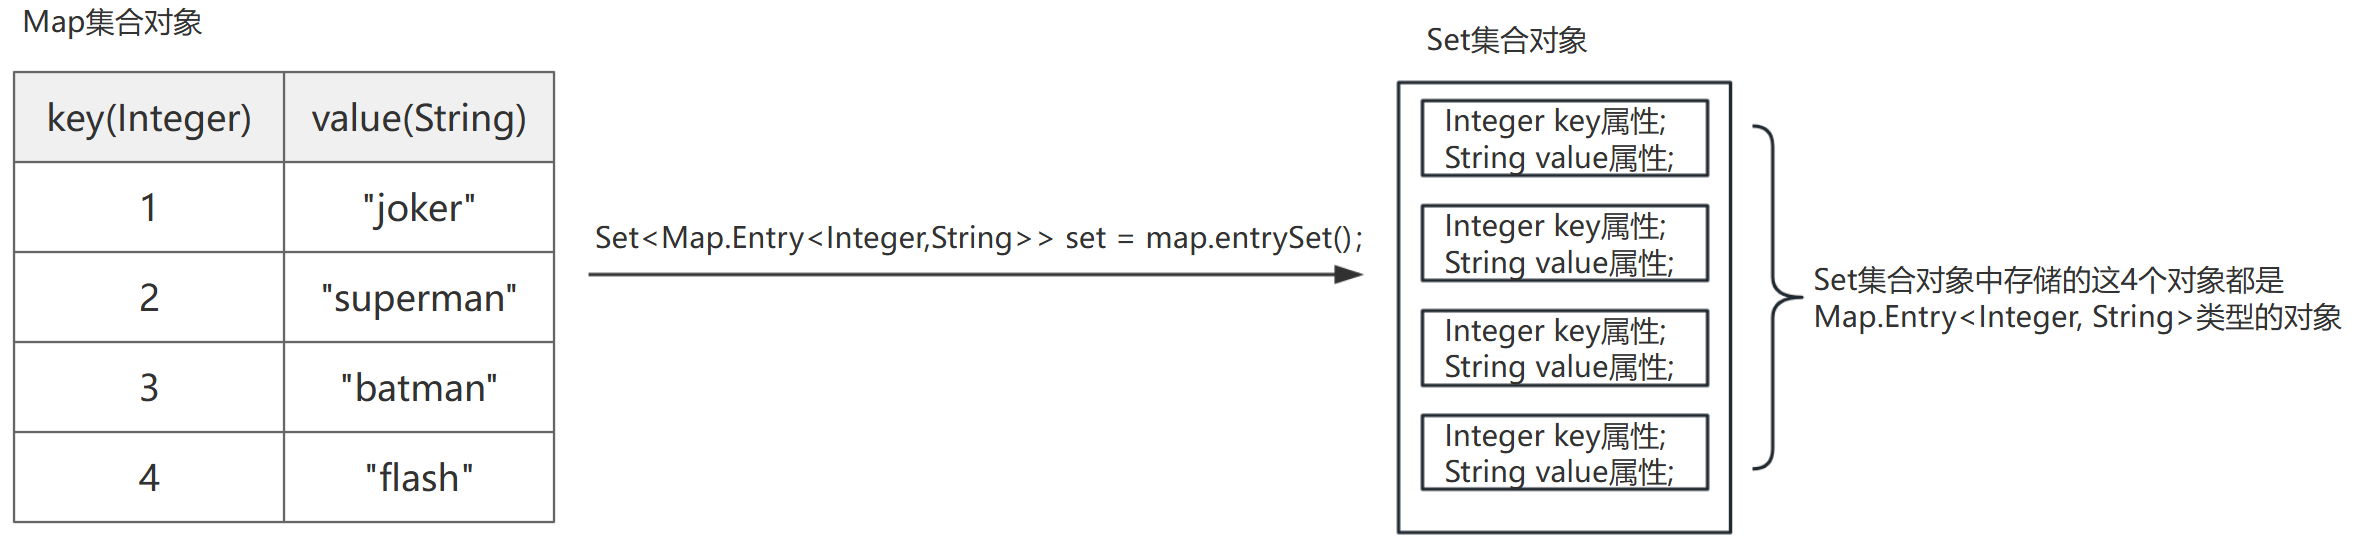 Map集合对象
key(Integer) value(String)
1 "joker"
2 "superman"
3 "batman"
4 "flash"
Set<Map.Entry<Integer,String>> set = map.entrySet();
Set集合对象
Integer key属性;
String value属性;
Integer key属性;
String value属性;
Integer key属性;
String value属性;
Integer key属性;
String value属性;
Set集合对象中存储的这4个对象都是
Map.Entry<Integer, String>类型的对象